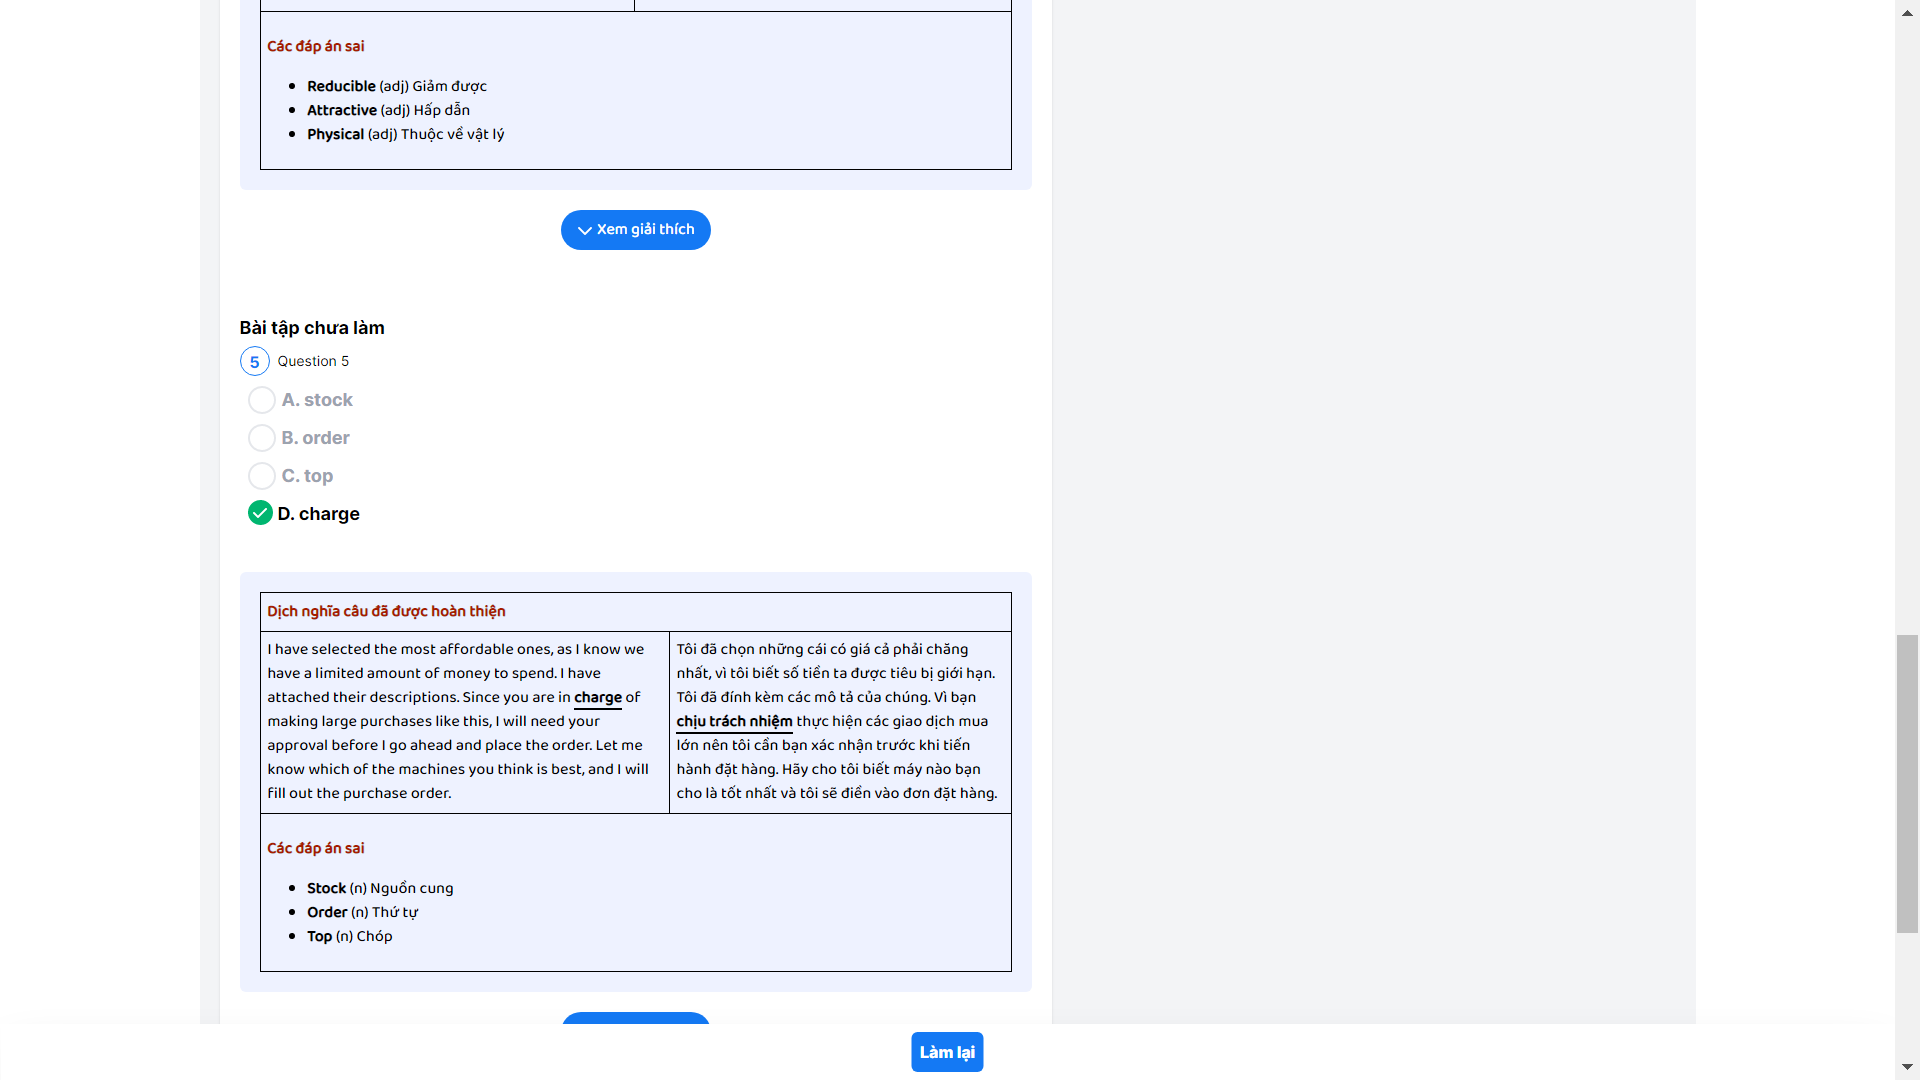 Các đáp án sai
Reducible (adj) Giảm được
Attractive (adj) Hấp dẫn
Physical (adj) Thuộc về vật lý
Xem giải thích
Bài tập chưa làm
5 Question 5
A. stock
B. order
C. top
D. charge
Dịch nghĩa câu đã được hoàn thiện
I have selected the most affordable ones, as I know we
have a limited amount of money to spend. I have
attached their descriptions. Since you are in charge of
making large purchases like this, I will need your
approval before I go ahead and place the order. Let me
know which of the machines you think is best, and I will
fill out the purchase order.
Tôi đã chọn những cái có giá cả phải chăng
nhất, vì tôi biết số tiền ta được tiêu bị giới hạn.
Tôi đã đính kèm các mô tả của chúng. Vì bạn
chịu trách nhiệm thực hiện các giao dịch mua
lớn nên tôi cần bạn xác nhận trước khi tiến
hành đặt hàng. Hãy cho tôi biết máy nào bạn
cho là tốt nhất và tôi sẽ điền vào đơn đặt hàng.
Các đáp án sai
Stock (n) Nguồn cung
Order (n) Thứ tự
Top (n) Chóp
Làm lại